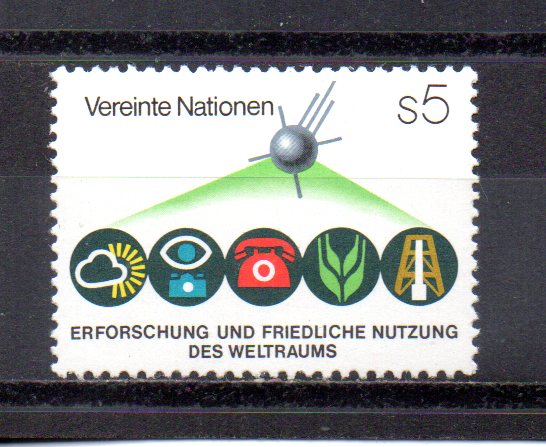 Vereinte Nationen
s5
ERFORSCHUNG UND FRIEDLICHE NUTZUNG
DES WELTRAUMS